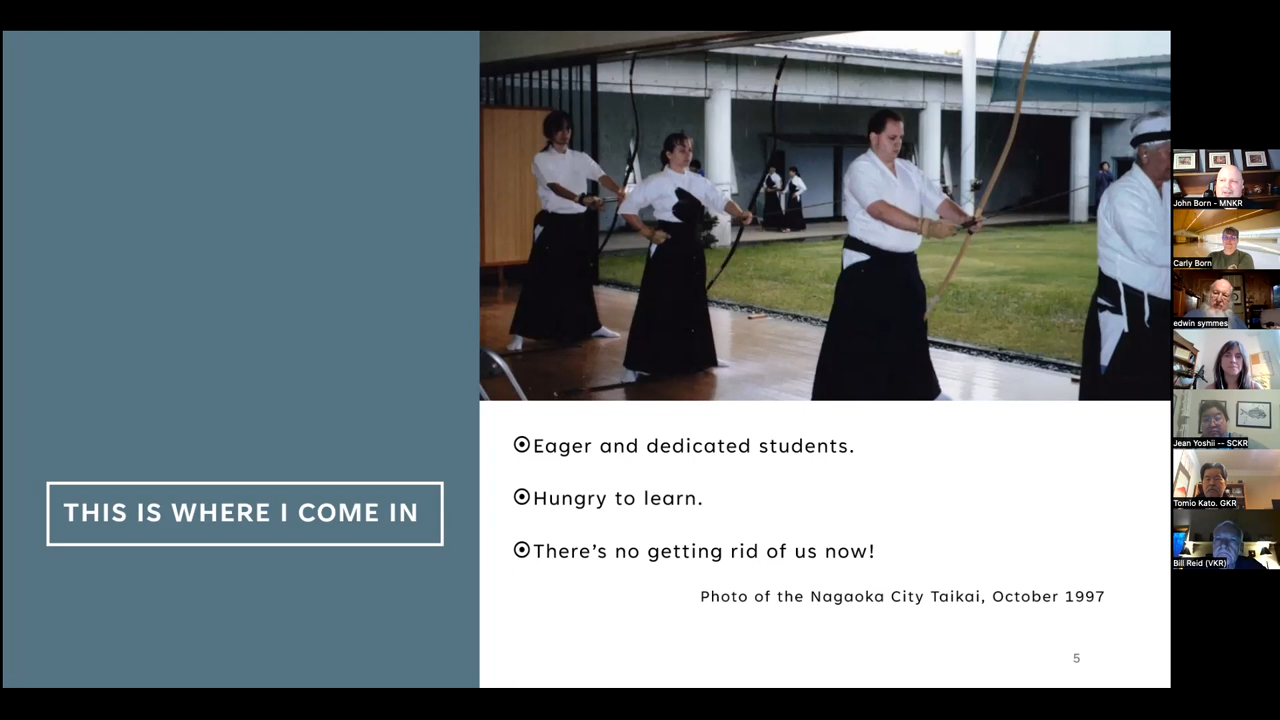 THIS IS WHERE I COME IN
Eager and dedicated students.
Hungry to learn.
There's no getting rid of us now!
Photo of the Nagaoka City Taikai, October 1997
5
John Born - MNKR
Carly Born
edwin symmes
Jean Yoshii -- SCKR
Tomio Kato. GKR
Bill Reid (VKR)